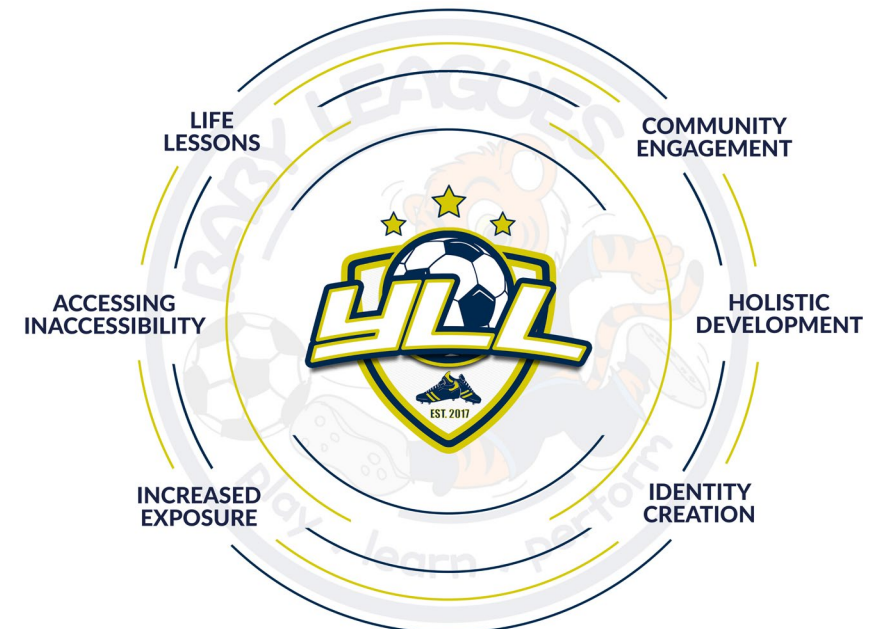 BABY LEAGUES
LIFE
LESSONS
COMMUNITY
ENGAGEMENT
ACCESSING
INACCESSIBILITY
YLL
EST. 2017
HOLISTIC
DEVELOPMENT
INCREASED
EXPOSURE
IDENTITY
CREATION
play . learn . perform